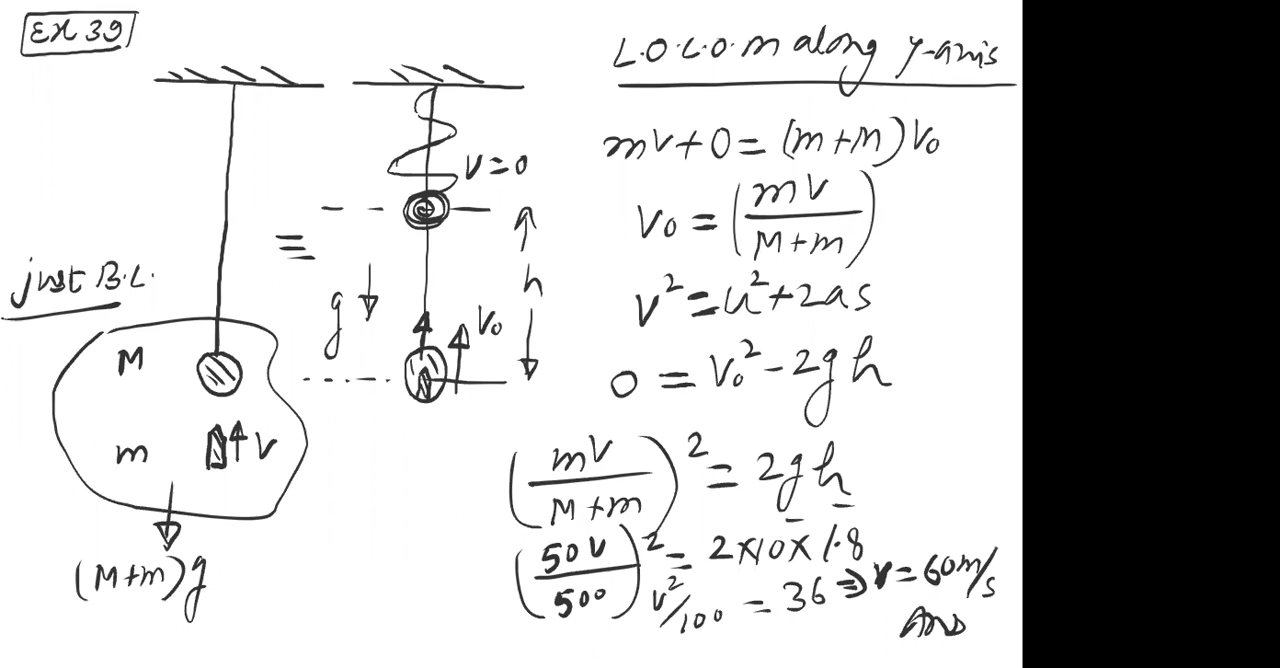 Ex 39
L.O.C.O.M along y-axis
mv + 0 = (m+M)V₀
V = 0
V₀ = (mV / M+m)
just B.C.
g
h
V₀
V² = u² + 2as
M
0 = V₀² - 2gh
m
V
(mV / M+m)² = 2gh
(M+m)g
(50V / 500)² = 2×10×1.8
V²/100 = 36 ⇒ V = 60m/s
Ans